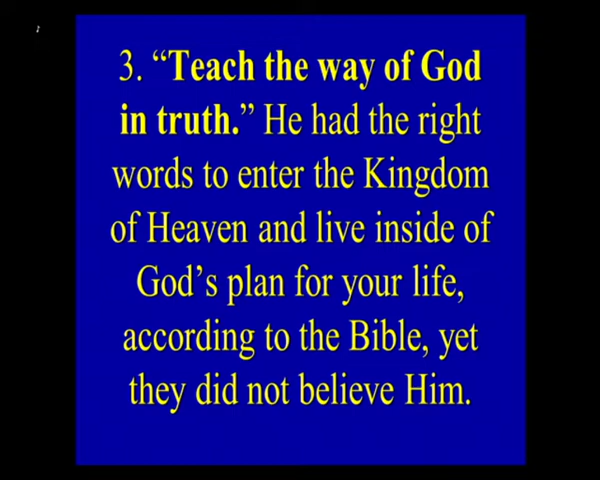 3. “Teach the way of God
in truth.” He had the right
words to enter the Kingdom
of Heaven and live inside of
God’s plan for your life,
according to the Bible, yet
they did not believe Him.